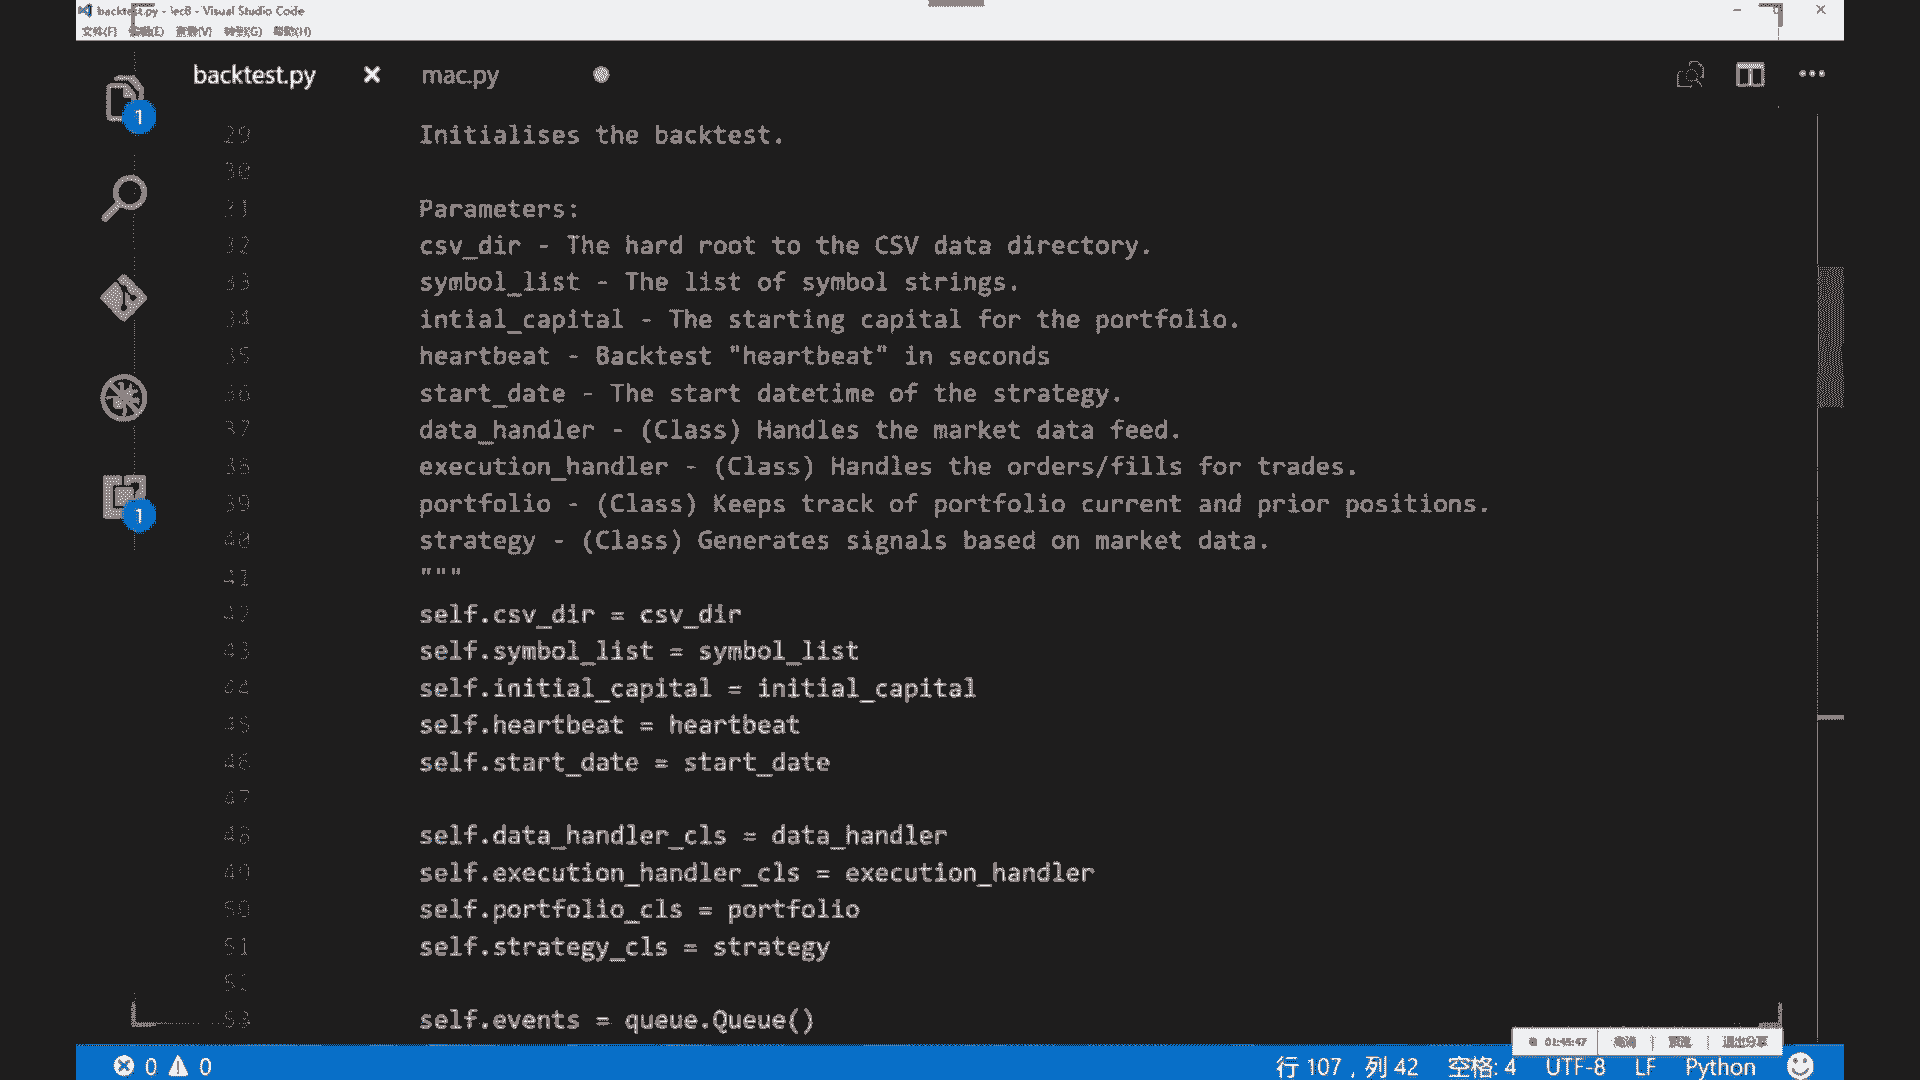 backtest.py - lec8 - Visual Studio Code
文件(F) 编辑(E) 查看(V) 转到(G) 帮助(H)
backtest.py mac.py
1
1
29 Initialises the backtest.
30
31 Parameters:
32 csv_dir - The hard root to the CSV data directory.
33 symbol_list - The list of symbol strings.
34 intial_capital - The starting capital for the portfolio.
35 heartbeat - Backtest "heartbeat" in seconds
36 start_date - The start datetime of the strategy.
37 data_handler - (Class) Handles the market data feed.
38 execution_handler - (Class) Handles the orders/fills for trades.
39 portfolio - (Class) Keeps track of portfolio current and prior positions.
40 strategy - (Class) Generates signals based on market data.
41 """
42 self.csv_dir = csv_dir
43 self.symbol_list = symbol_list
44 self.initial_capital = initial_capital
45 self.heartbeat = heartbeat
46 self.start_date = start_date
47
48 self.data_handler_cls = data_handler
49 self.execution_handler_cls = execution_handler
50 self.portfolio_cls = portfolio
51 self.strategy_cls = strategy
52
53 self.events = queue.Queue()
退出分享
0 0 行 107，列 42 空格: 4 UTF-8 LF Python